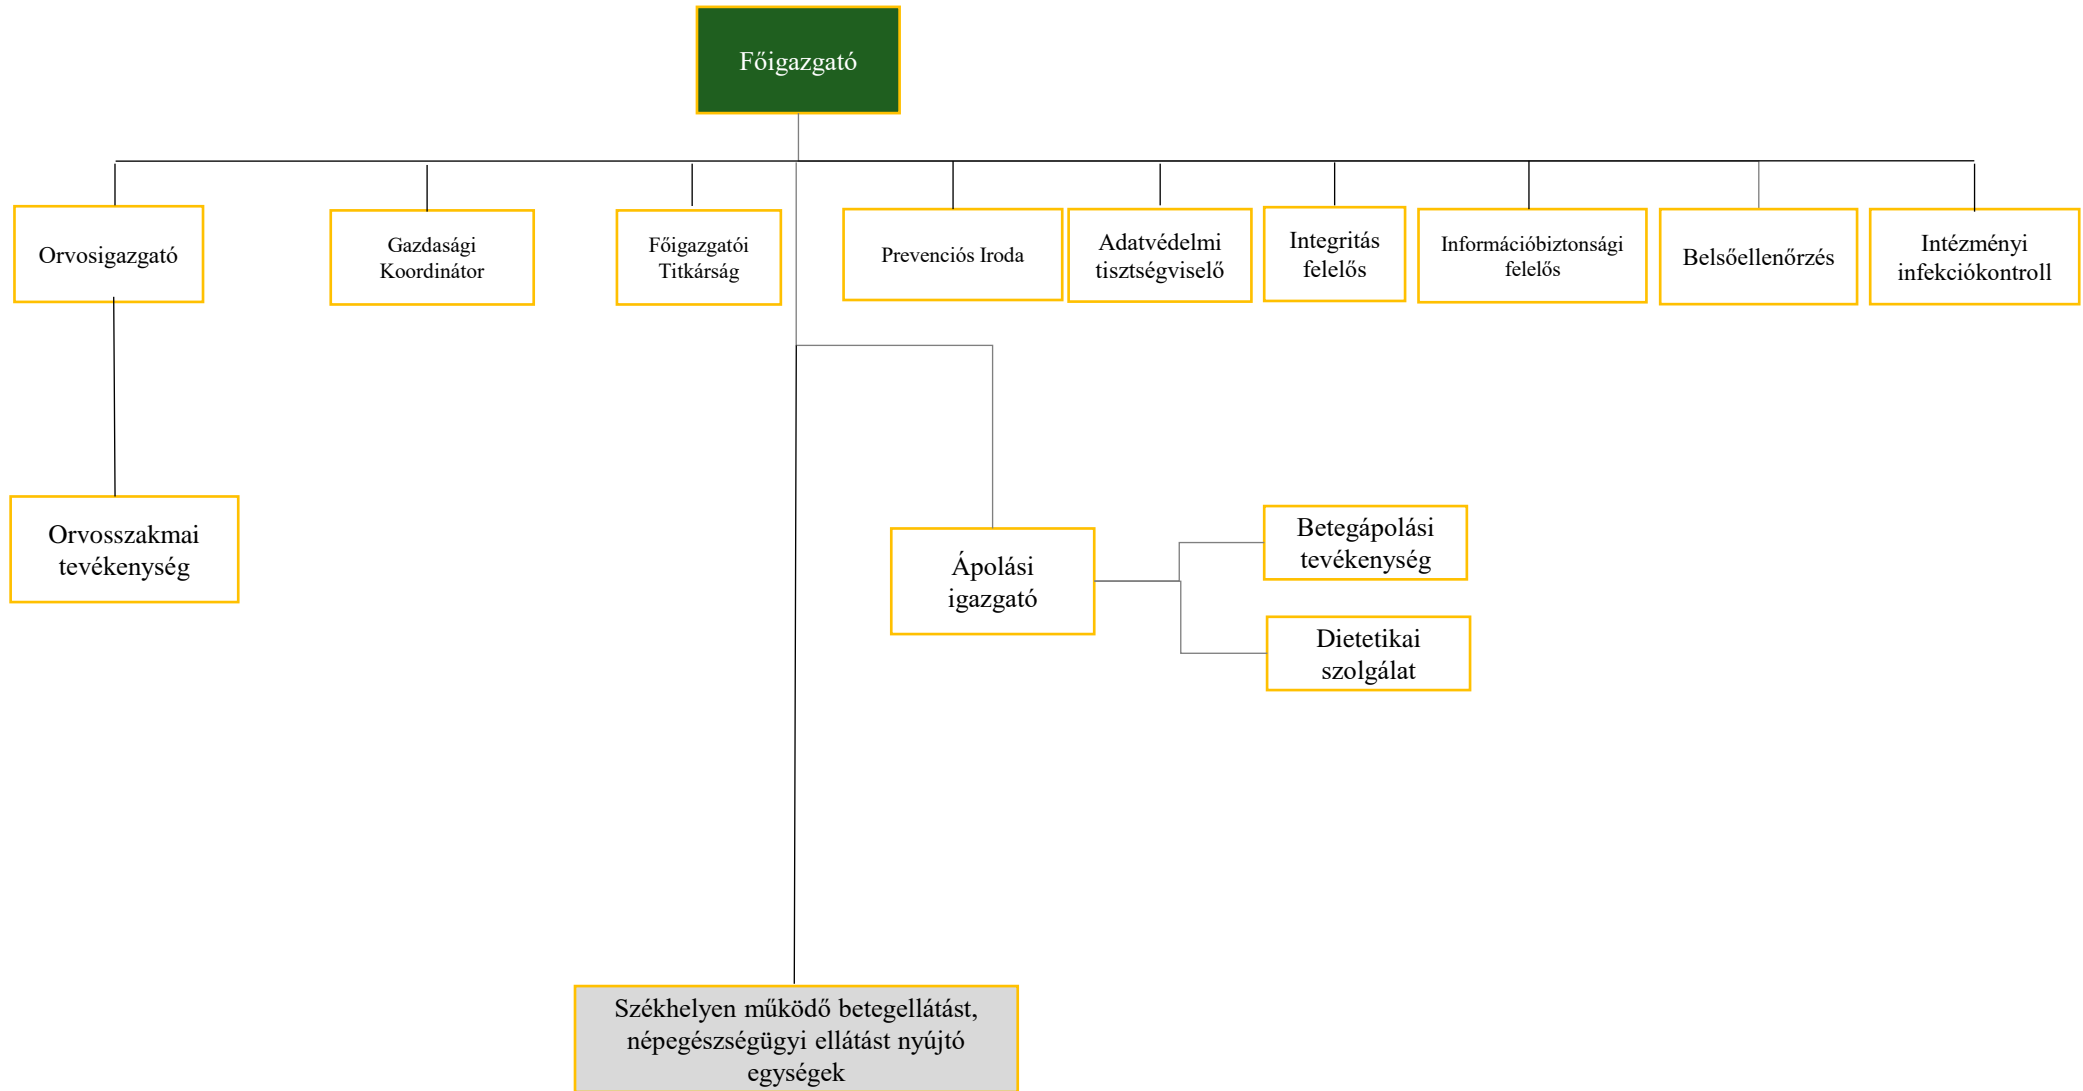 Főigazgató
Orvosigazgató
Gazdasági
Koordinátor
Főigazgatói
Titkárság
Prevenciós Iroda
Adatvédelmi
tisztségviselő
Integritás
felelős
Információbiztonsági
felelős
Belsőellenőrzés
Intézményi
infekciókontroll
Orvosszakmai
tevékenység
Ápolási
igazgató
Betegápolási
tevékenység
Dietetikai
szolgálat
Székhelyen működő betegellátást,
népegészségügyi ellátást nyújtó
egységek